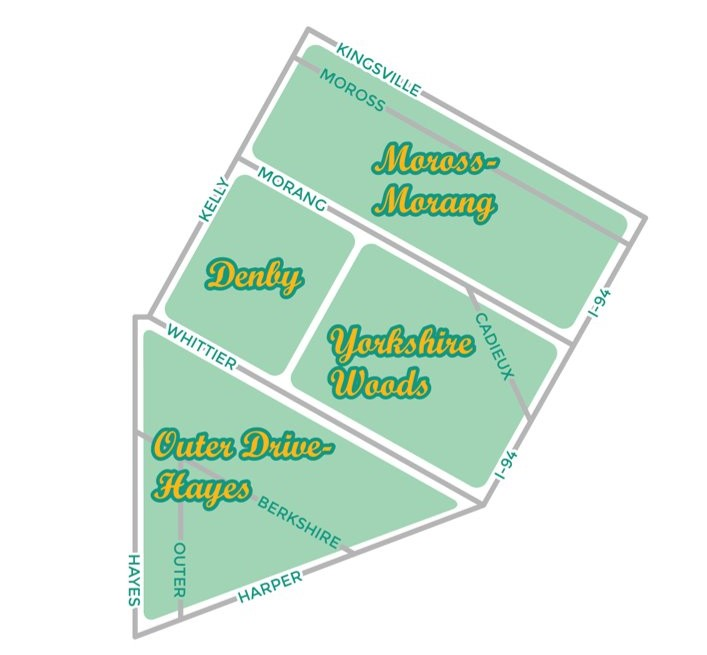 KINGSVILLE
MOROSS
Moross-
Morang
KELLY
MORANG
Denby
I-94
CADIEUX
Yorkshire
Woods
WHITTIER
Outer Drive-
Hayes
I-94
BERKSHIRE
HAYES
OUTER
HARPER